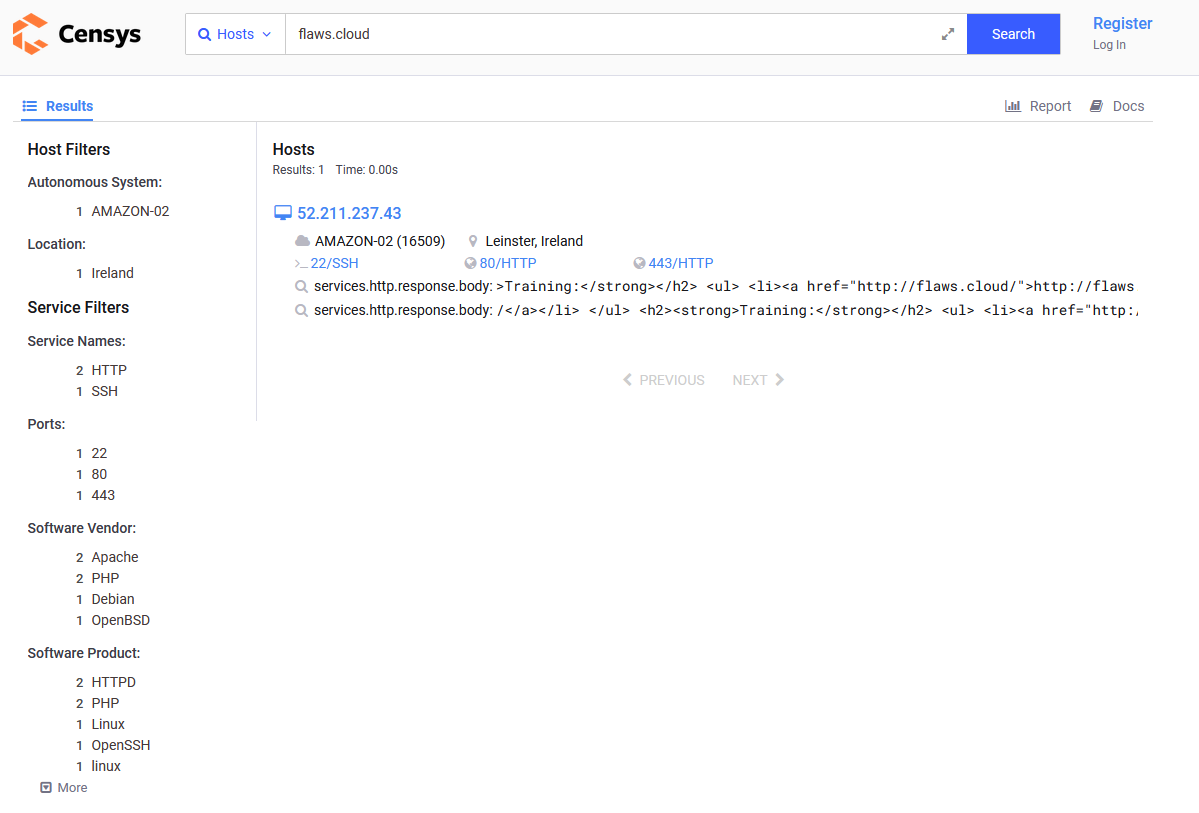 Censys
Hosts
flaws.cloud
Search
Register
Log In
Results
Report
Docs
Host Filters
Autonomous System:
1 AMAZON-02
Location:
1 Ireland
Service Filters
Service Names:
2 HTTP
1 SSH
Ports:
1 22
1 80
1 443
Software Vendor:
2 Apache
2 PHP
1 Debian
1 OpenBSD
Software Product:
2 HTTPD
2 PHP
1 Linux
1 OpenSSH
1 linux
More
Hosts
Results: 1 Time: 0.00s
52.211.237.43
AMAZON-02 (16509) Leinster, Ireland
22/SSH 80/HTTP 443/HTTP
services.http.response.body: >Training:</strong></h2> <ul> <li><a href="http://flaws.cloud/">http://flaws
services.http.response.body: /</a></li> </ul> <h2><strong>Training:</strong></h2> <ul> <li><a href="http:/
PREVIOUS NEXT